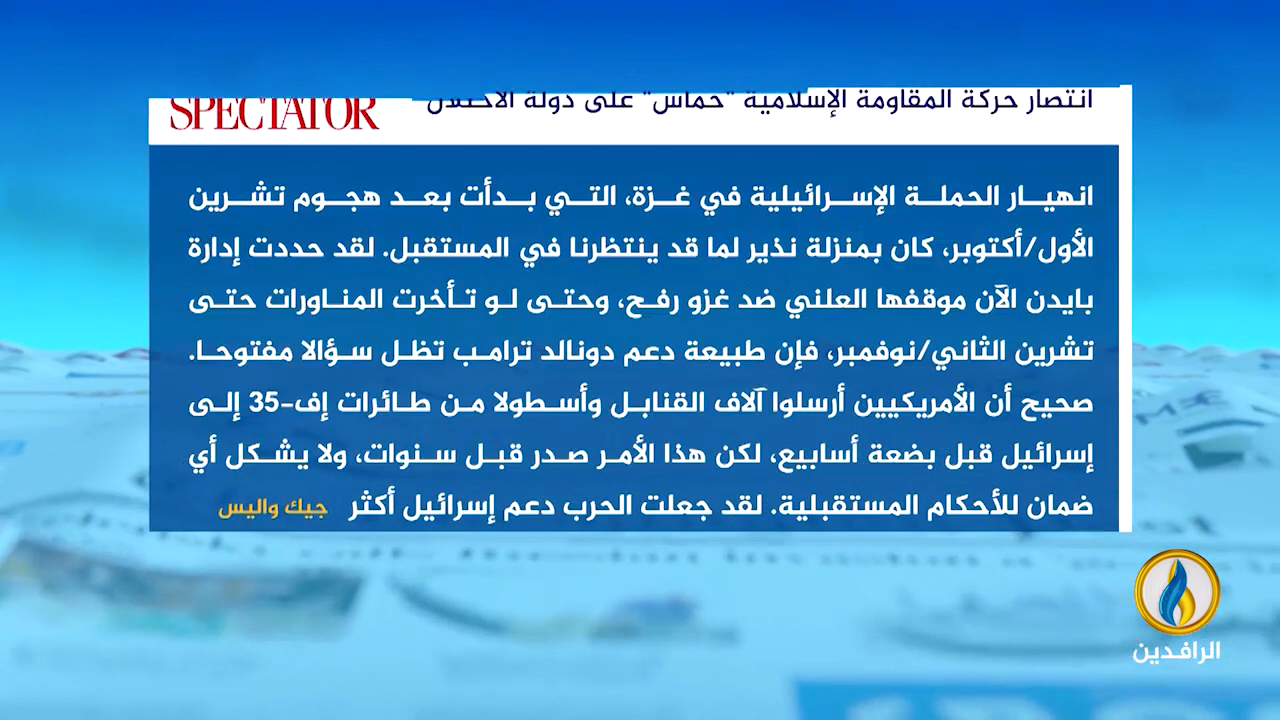 SPECTATOR
انتصار حركة المقاومة الإسلامية "حماس" على دولة الاحتلال
انهيار الحملة الإسرائيلية في غزة، التي بدأت بعد هجوم تشرين
الأول/أكتوبر، كان بمنزلة نذير لما قد ينتظرنا في المستقبل. لقد حددت إدارة
بايدن الآن موقفها العلني ضد غزو رفح، وحتى لو تأخرت المناورات حتى
تشرين الثاني/نوفمبر، فإن طبيعة دعم دونالد ترامب تظل سؤالا مفتوحا.
صحيح أن الأمريكيين أرسلوا آلاف القنابل وأسطولا من طائرات إف-35 إلى
إسرائيل قبل بضعة أسابيع، لكن هذا الأمر صدر قبل سنوات، ولا يشكل أي
ضمان للأحكام المستقبلية. لقد جعلت الحرب دعم إسرائيل أكثر
جيك واليس
الرافدين